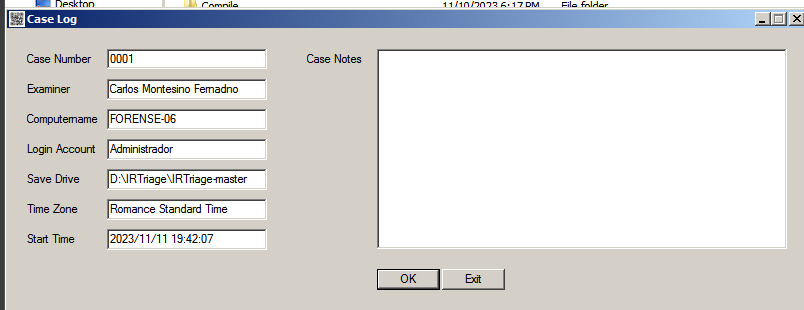 Desktop
Compile
11/10/2023 6:17 PM
File folder
Case Log
Case Number
0001
Case Notes
Examiner
Carlos Montesino Fernadno
Computername
FORENSE-06
Login Account
Administrador
Save Drive
D:\IRTriage\IRTriage-master
Time Zone
Romance Standard Time
Start Time
2023/11/11 19:42:07
OK
Exit